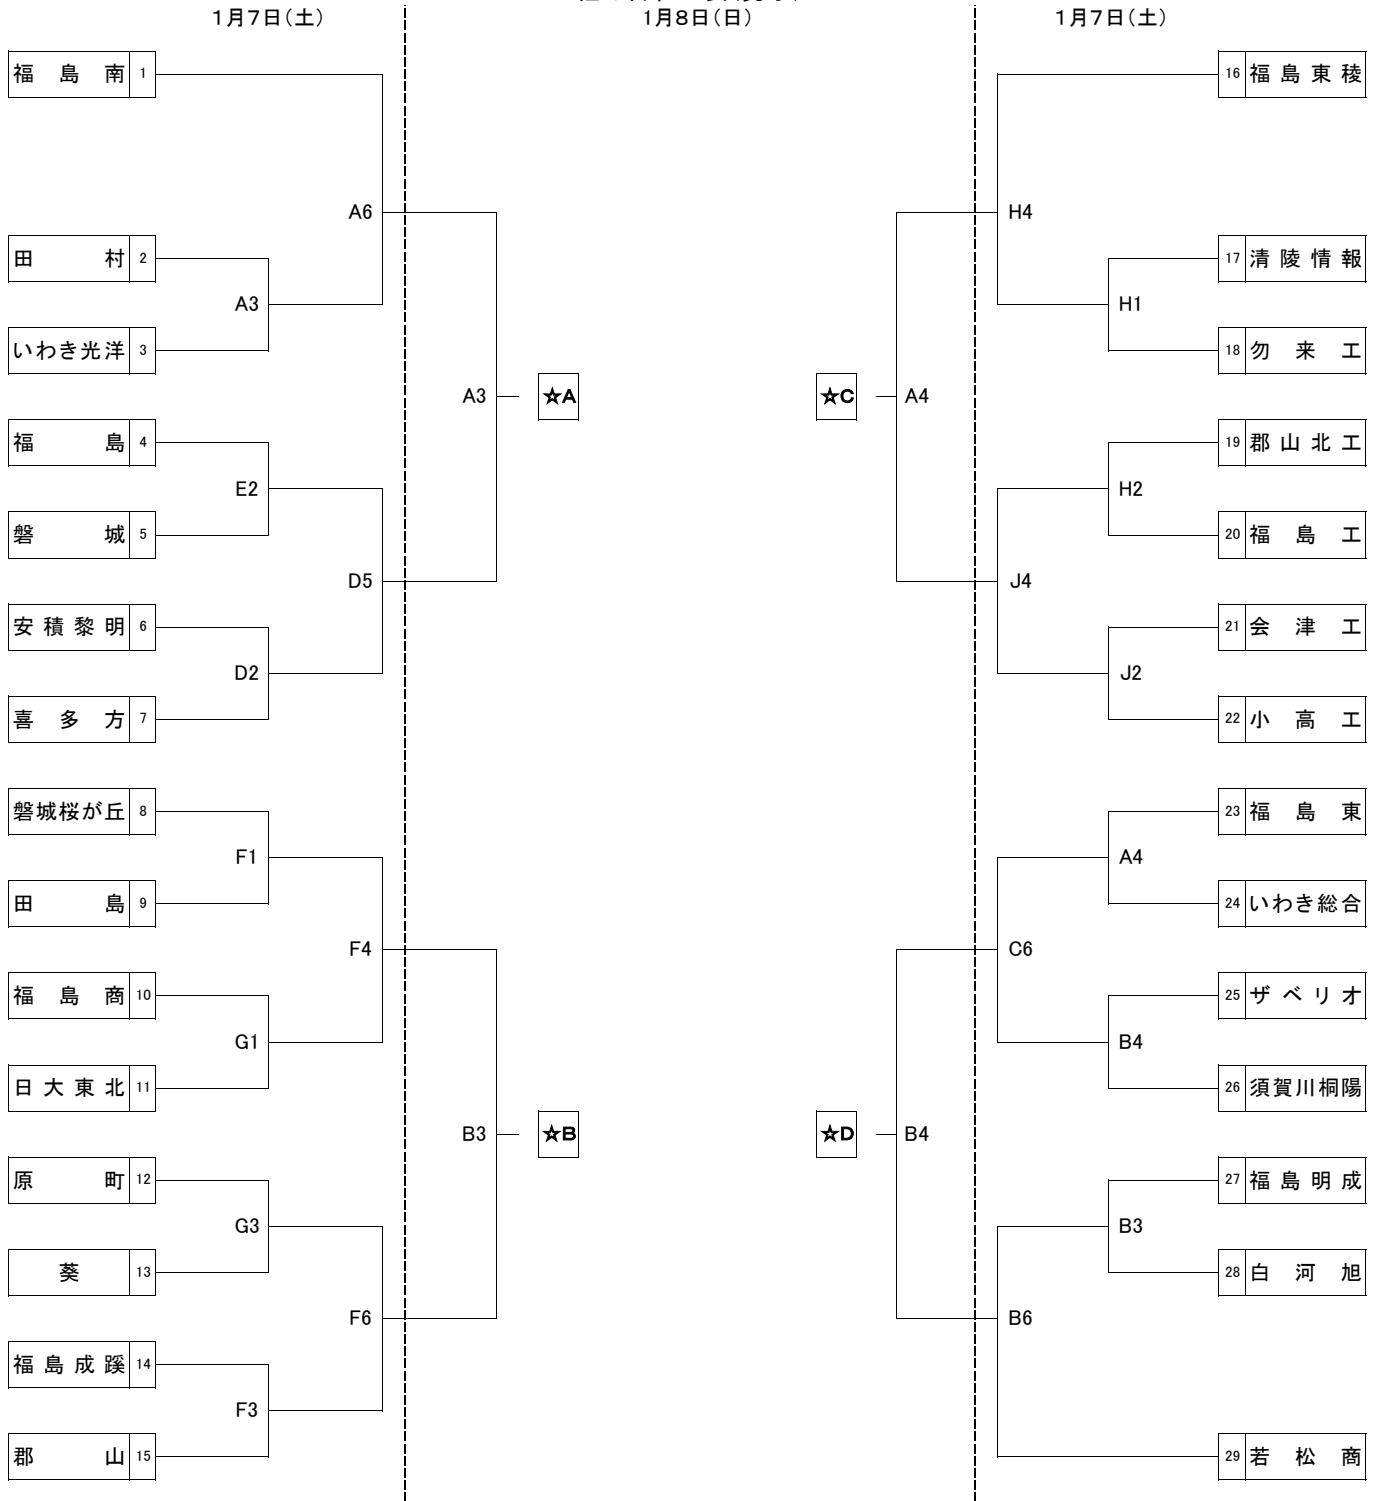 1月7日(土) 1月8日(日) 1月7日(土)
福島南 1
A6
田村 2
A3
いわき光洋 3
A3 ☆A
福島 4
E2
磐城 5
D5
安積黎明 6
D2
喜多方 7
磐城桜が丘 8
F1
田島 9
F4
福島商 10
G1
日大東北 11
B3 ☆B
原町 12
G3
葵 13
F6
福島成蹊 14
F3
郡山 15
16 福島東稜
H4
17 清陵情報
H1
18 勿来工
☆C A4
19 郡山北工
H2
20 福島工
J4
21 会津工
J2
22 小高工
23 福島東
A4
24 いわき総合
C6
25 ザベリオ
B4
26 須賀川桐陽
☆D B4
27 福島明成
B3
28 白河旭
B6
29 若松商